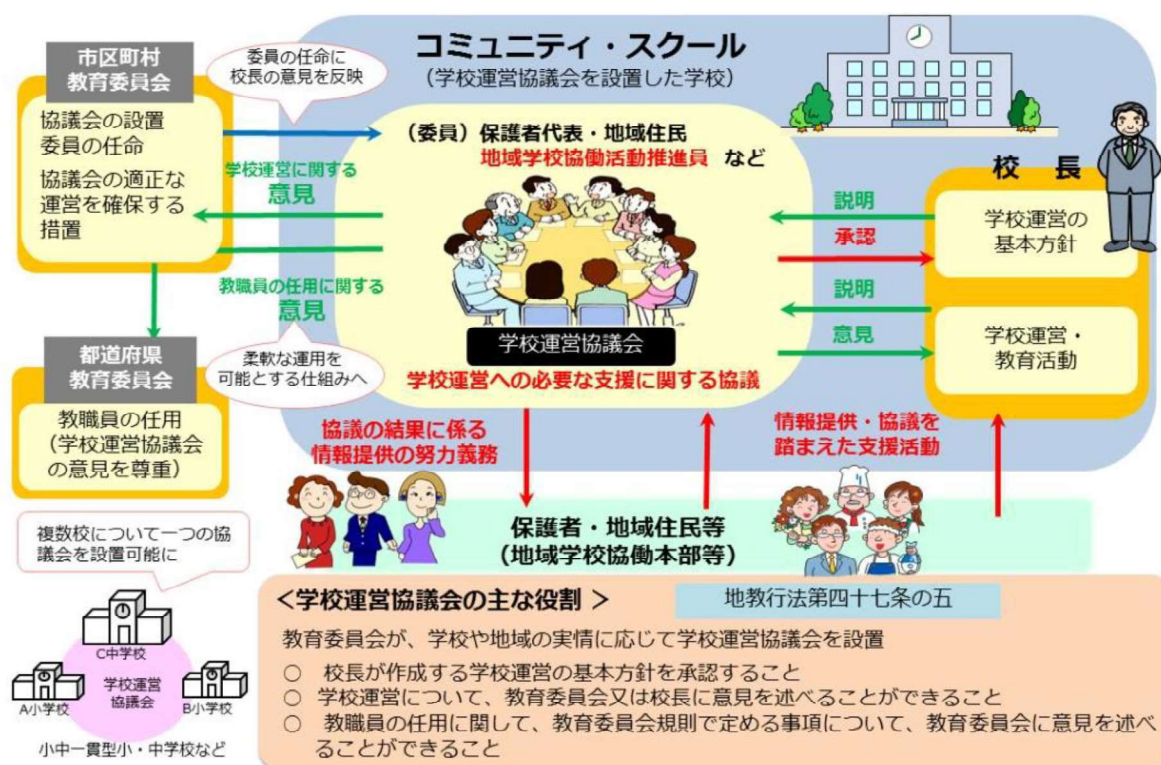 コミュニティ・スクール
(学校運営協議会を設置した学校)
市区町村
教育委員会
協議会の設置
委員の任命
協議会の適正な
運営を確保する
措置
委員の任命に
校長の意見を反映
学校運営に関する
意見
教職員の任用に関する
意見
柔軟な運用を
可能とする仕組みへ
都道府県
教育委員会
教職員の任用
(学校運営協議会
の意見を尊重)
(委員)保護者代表・地域住民
地域学校協働活動推進員 など
学校運営協議会
学校運営への必要な支援に関する協議
校 長
説明
承認
学校運営の
基本方針
説明
意見
学校運営・
教育活動
協議の結果に係る
情報提供の努力義務
情報提供・協議を
踏まえた支援活動
保護者・地域住民等
(地域学校協働本部等)
複数校について一つの協
議会を設置可能に
C中学校
学校運営
協議会
A小学校
B小学校
小中一貫型小・中学校など
<学校運営協議会の主な役割 >
地教行法第四十七条の五
教育委員会が、学校や地域の実情に応じて学校運営協議会を設置
○ 校長が作成する学校運営の基本方針を承認すること
○ 学校運営について、教育委員会又は校長に意見を述べることができること
○ 教職員の任用に関して、教育委員会規則で定める事項について、教育委員会に意見を述べ
ることができること